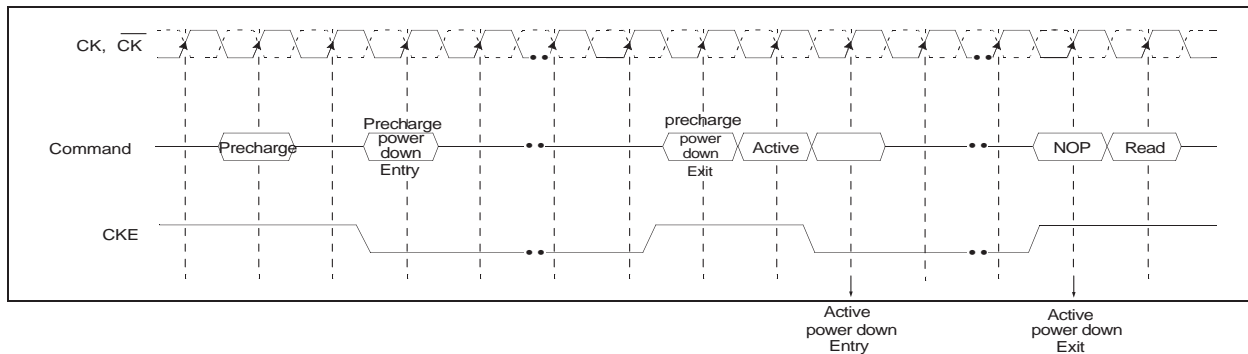 CK, CK
Command
Precharge
Precharge
power
down
Entry
precharge
power
down
Exit
Active
NOP
Read
CKE
Active
power down
Entry
Active
power down
Exit